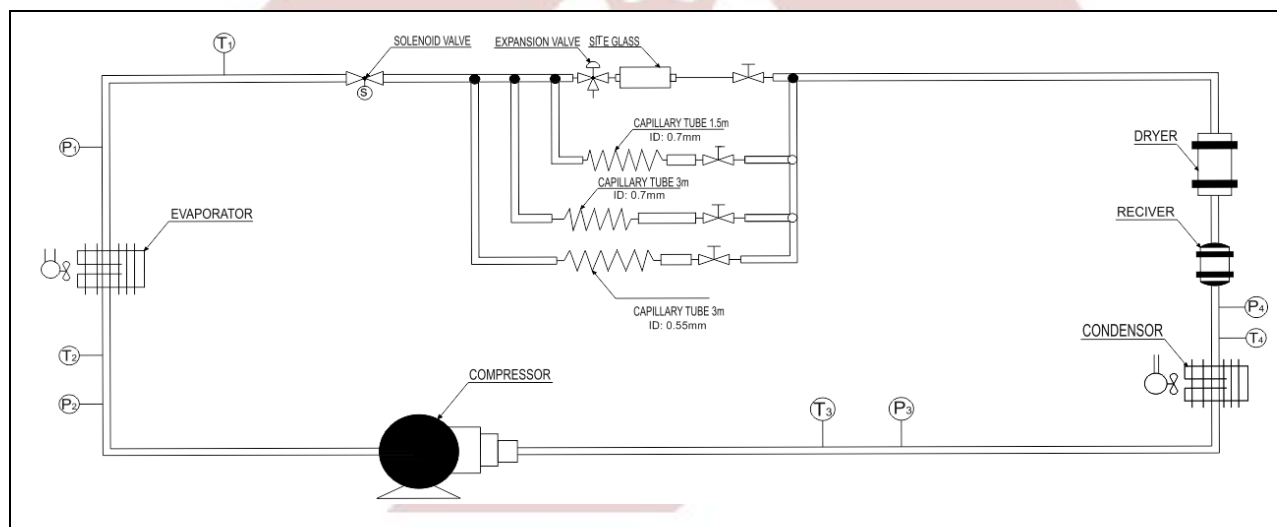 T1
SOLENOID VALVE
EXPANSION VALVE
SITE GLASS
S
P1
CAPILLARY TUBE 1.5m
ID: 0.7mm
DRYER
CAPILLARY TUBE 3m
ID: 0.7mm
EVAPORATOR
RECIVER
CAPILLARY TUBE 3m
ID: 0.55mm
P4
CONDENSOR
T4
T2
COMPRESSOR
P2
T3
P3